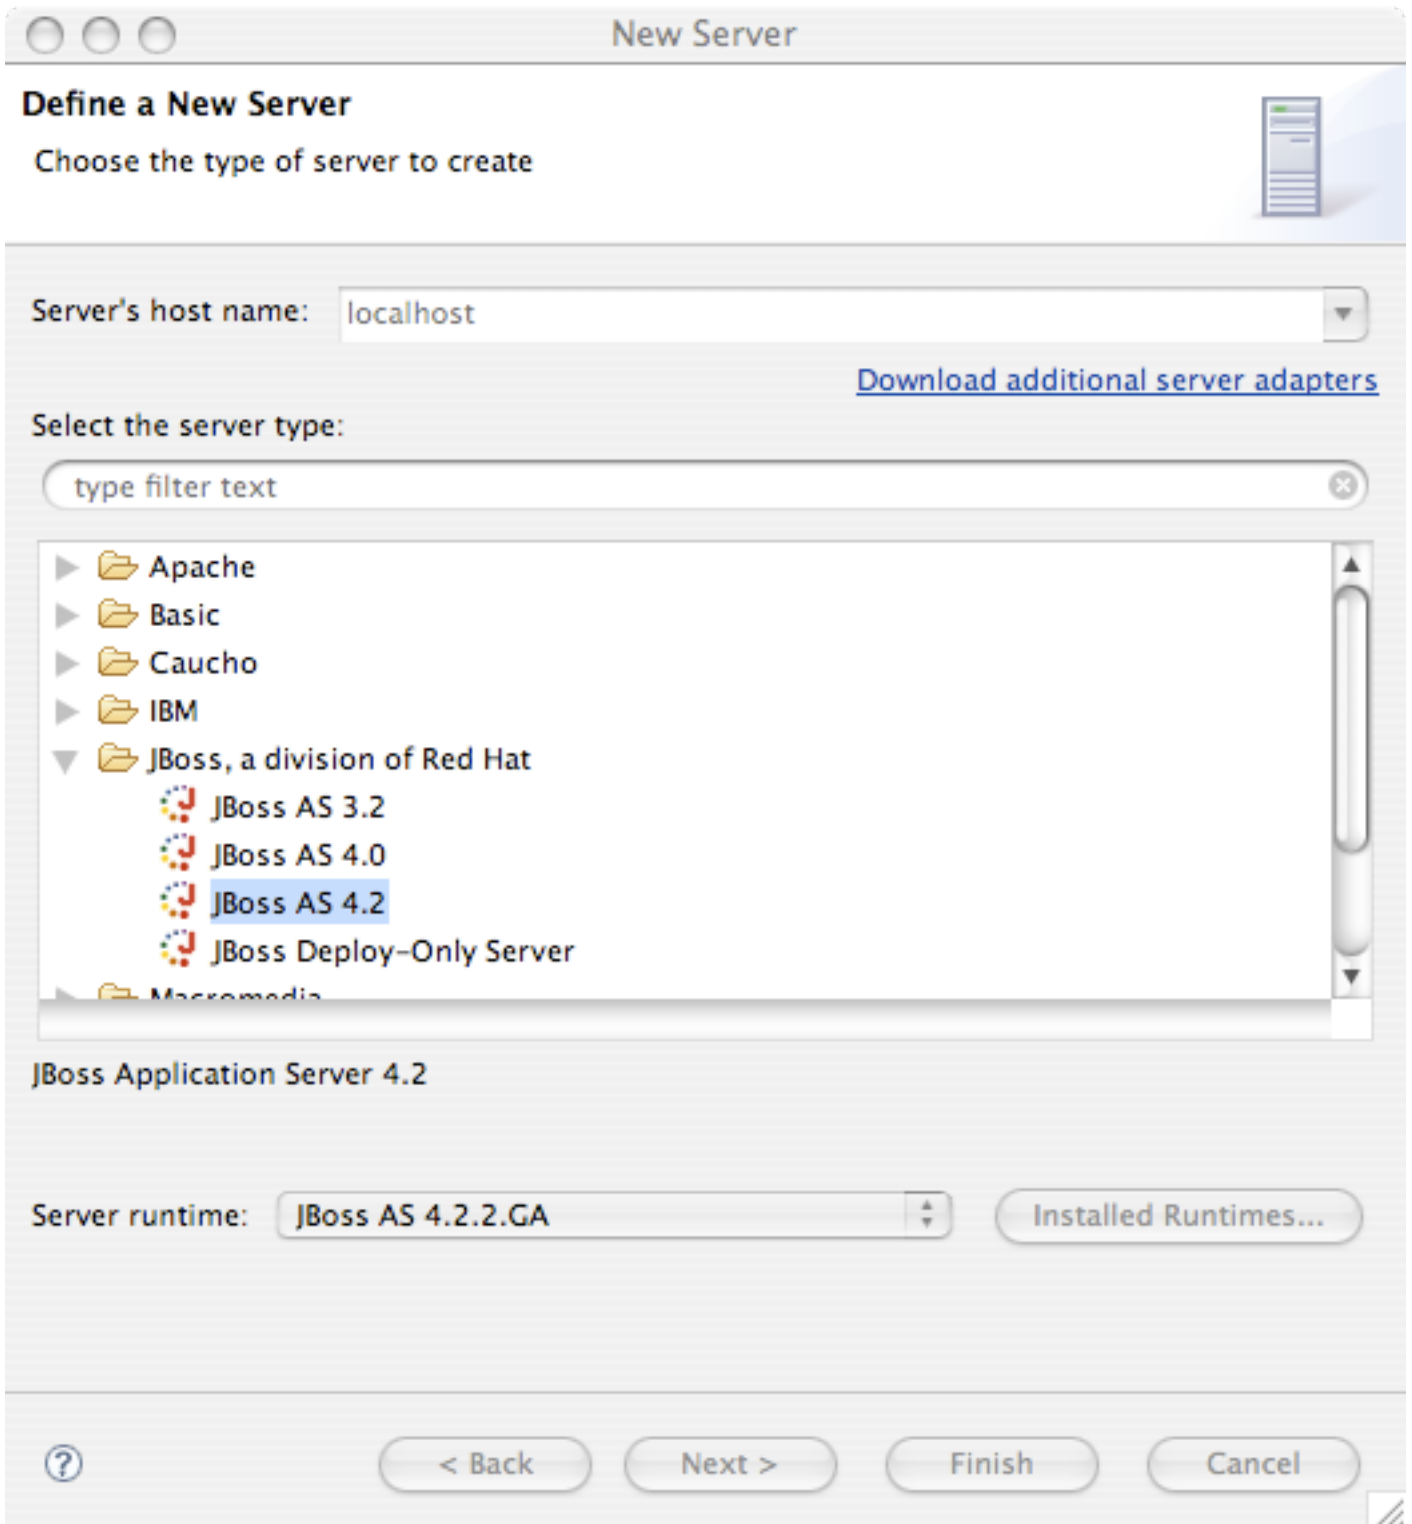 New Server
Define a New Server
Choose the type of server to create
Server's host name: localhost
Download additional server adapters
Select the server type:
type filter text
Apache
Basic
Caucho
IBM
JBoss, a division of Red Hat
JBoss AS 3.2
JBoss AS 4.0
JBoss AS 4.2
JBoss Deploy-Only Server
Macromedia
JBoss Application Server 4.2
Server runtime: JBoss AS 4.2.2.GA Installed Runtimes...
? < Back Next > Finish Cancel